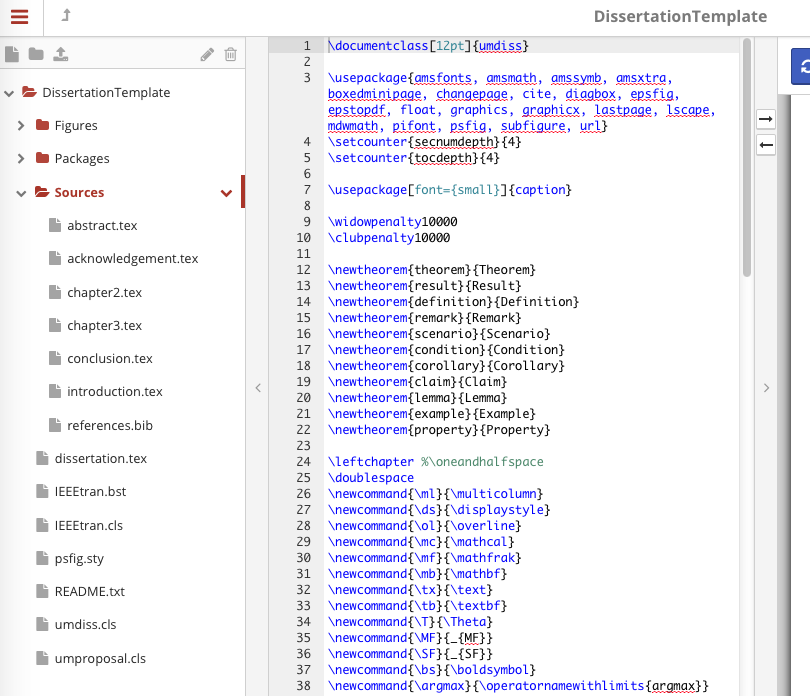 DissertationTemplate
DissertationTemplate
Figures
Packages
Sources
abstract.tex
acknowledgement.tex
chapter2.tex
chapter3.tex
conclusion.tex
introduction.tex
references.bib
dissertation.tex
IEEEtran.bst
IEEEtran.cls
psfig.sty
README.txt
umdiss.cls
umproposal.cls
1 \documentclass[12pt]{umdiss}
2
3 \usepackage{amsfonts, amsmath, amssymb, amsxtra,
boxedminipage, changepage, cite, diagbox, epsfig,
epstopdf, float, graphics, graphicx, lastpage, lscape,
mdwmath, pifont, psfig, subfigure, url}
4 \setcounter{secnumdepth}{4}
5 \setcounter{tocdepth}{4}
6
7 \usepackage[font={small}]{caption}
8
9 \widowpenalty10000
10 \clubpenalty10000
11
12 \newtheorem{theorem}{Theorem}
13 \newtheorem{result}{Result}
14 \newtheorem{definition}{Definition}
15 \newtheorem{remark}{Remark}
16 \newtheorem{scenario}{Scenario}
17 \newtheorem{condition}{Condition}
18 \newtheorem{corollary}{Corollary}
19 \newtheorem{claim}{Claim}
20 \newtheorem{lemma}{Lemma}
21 \newtheorem{example}{Example}
22 \newtheorem{property}{Property}
23
24 \leftchapter %\oneandhalfspace
25 \doublespace
26 \newcommand{\ml}{\multicolumn}
27 \newcommand{\ds}{\displaystyle}
28 \newcommand{\ol}{\overline}
29 \newcommand{\mc}{\mathcal}
30 \newcommand{\mf}{\mathfrak}
31 \newcommand{\mb}{\mathbf}
32 \newcommand{\tx}{\text}
33 \newcommand{\tb}{\textbf}
34 \newcommand{\T}{\Theta}
35 \newcommand{\MF}{_{MF}}
36 \newcommand{\SF}{_{SF}}
37 \newcommand{\bs}{\boldsymbol}
38 \newcommand{\argmax}{\operatornamewithlimits{argmax}}